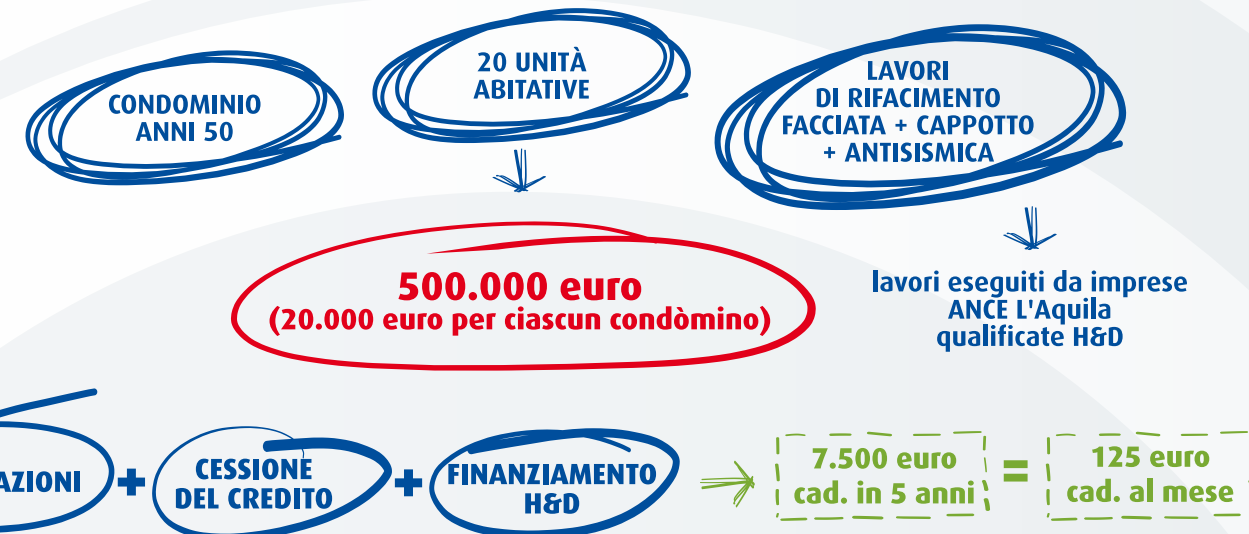 CONDOMINIO
ANNI 50
20 UNITÀ
ABITATIVE
LAVORI
DI RIFACIMENTO
FACCIATA + CAPPOTTO
+ ANTISISMICA
500.000 euro
(20.000 euro per ciascun condòmino)
lavori eseguiti da imprese
ANCE L'Aquila
qualificate H&D
AZIONI
+
CESSIONE
DEL CREDITO
+
FINANZIAMENTO
H&D
7.500 euro
cad. in 5 anni
=
125 euro
cad. al mese